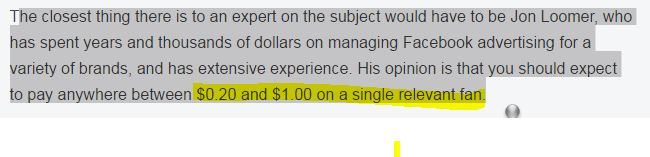 The closest thing there is to an expert on the subject would have to be Jon Loomer, who
has spent years and thousands of dollars on managing Facebook advertising for a
variety of brands, and has extensive experience. His opinion is that you should expect
to pay anywhere between $0.20 and $1.00 on a single relevant fan.